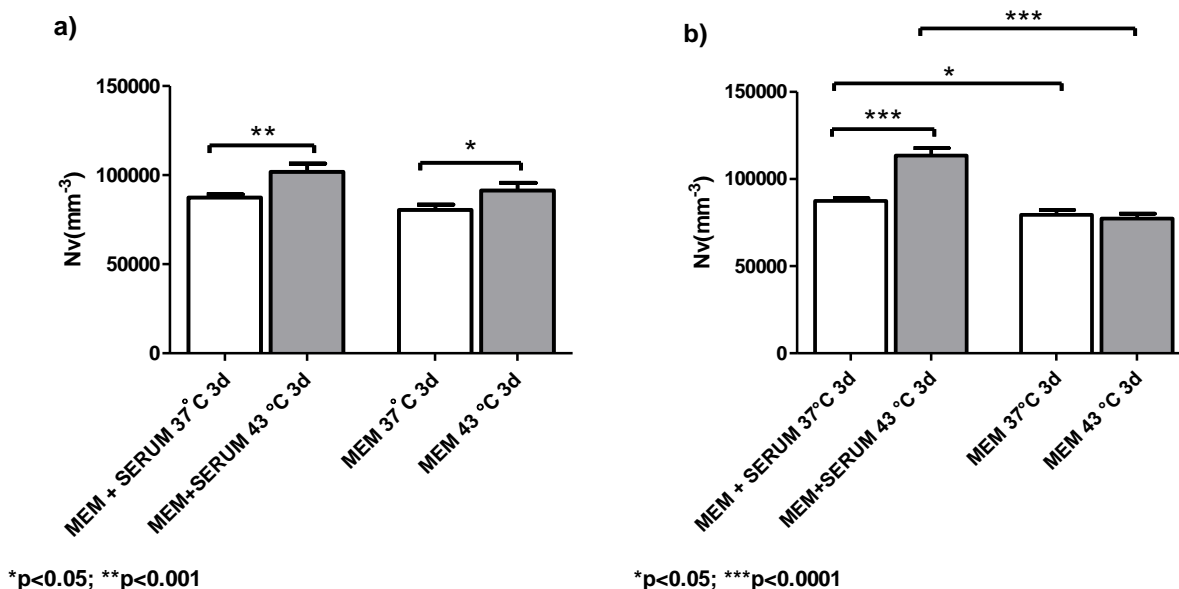 a)
Nv(mm-3)
150000
100000
50000
0
**
*
MEM + SERUM 37°C 3d
MEM+SERUM 43 °C 3d
MEM 37°C 3d
MEM 43 °C 3d
*p<0.05; **p<0.001
b)
Nv(mm-3)
150000
100000
50000
0
***
*
***
MEM + SERUM 37°C 3d
MEM+SERUM 43 °C 3d
MEM 37°C 3d
MEM 43 °C 3d
*p<0.05; ***p<0.0001